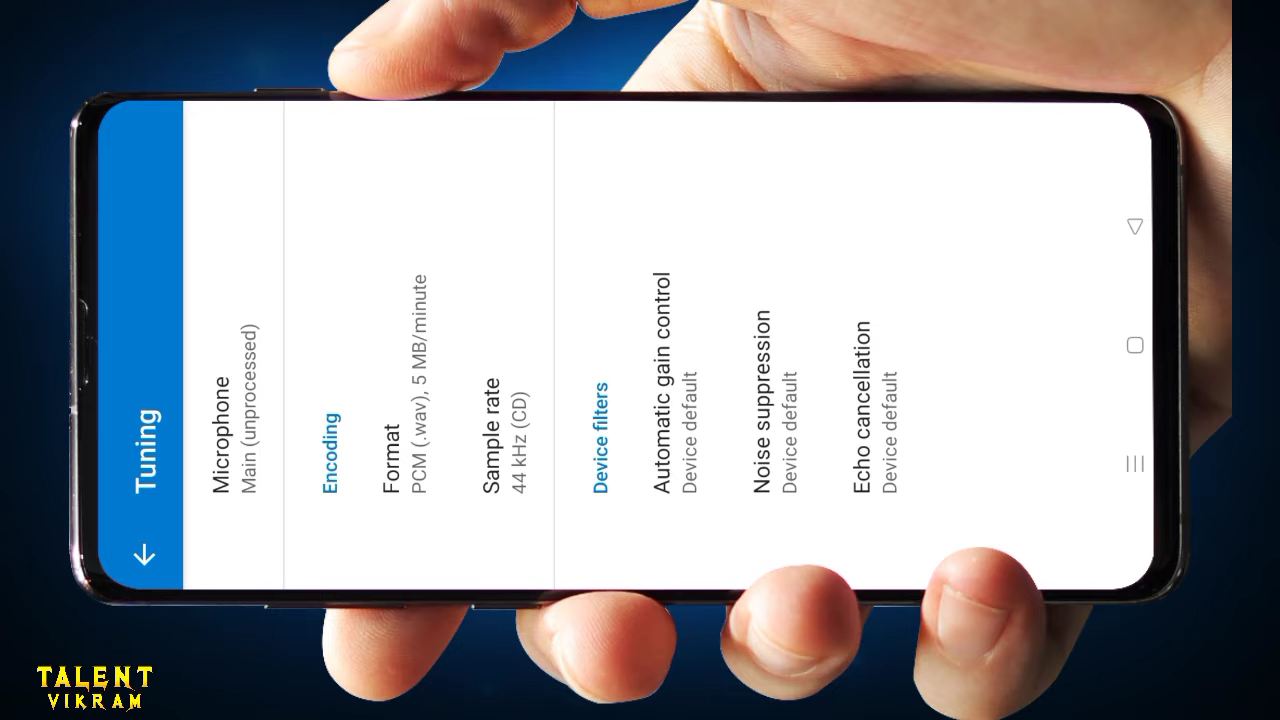 Tuning
Microphone
Main (unprocessed)
Encoding
Format
PCM (.wav), 5 MB/minute
Sample rate
44 kHz (CD)
Device filters
Automatic gain control
Device default
Noise suppression
Device default
Echo cancellation
Device default
TALENT
VIKRAM